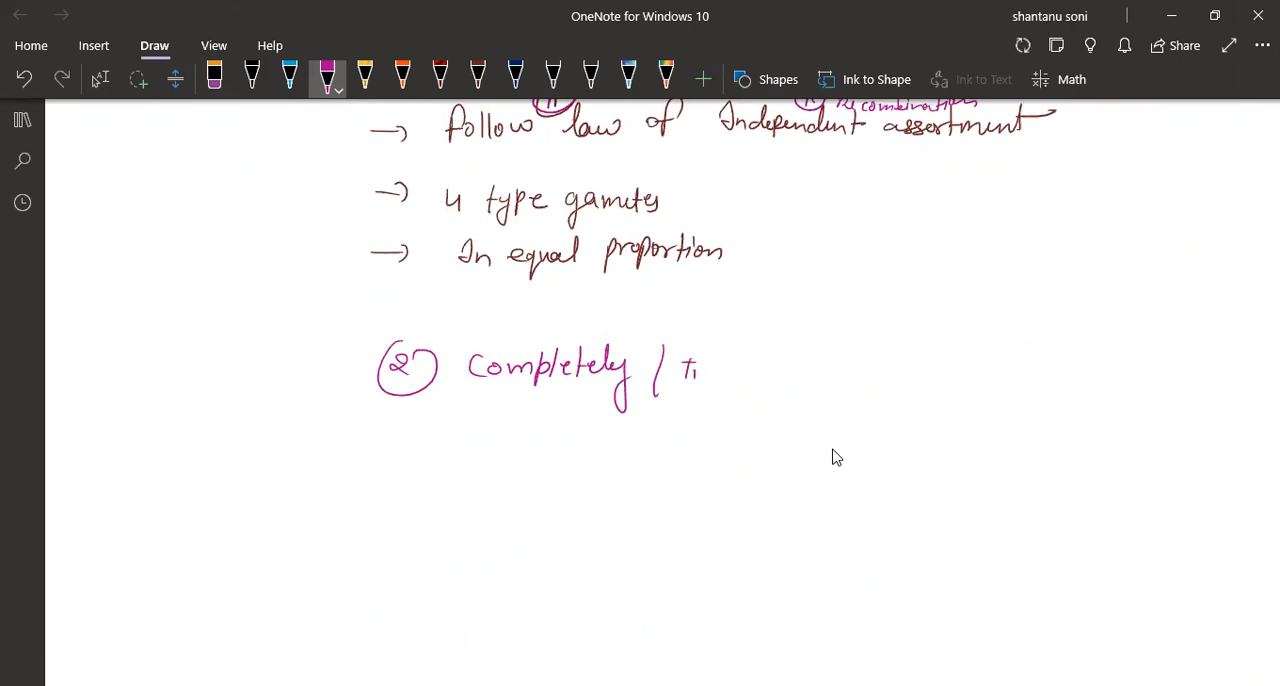 OneNote for Windows 10
shantanu soni
Home Insert Draw View Help
Share
Shapes
Ink to Shape
Ink to Text
Math
Recombination
→ follow law of Independent assortment
→ 4 type gametes
→ In equal proportion
② Completely /